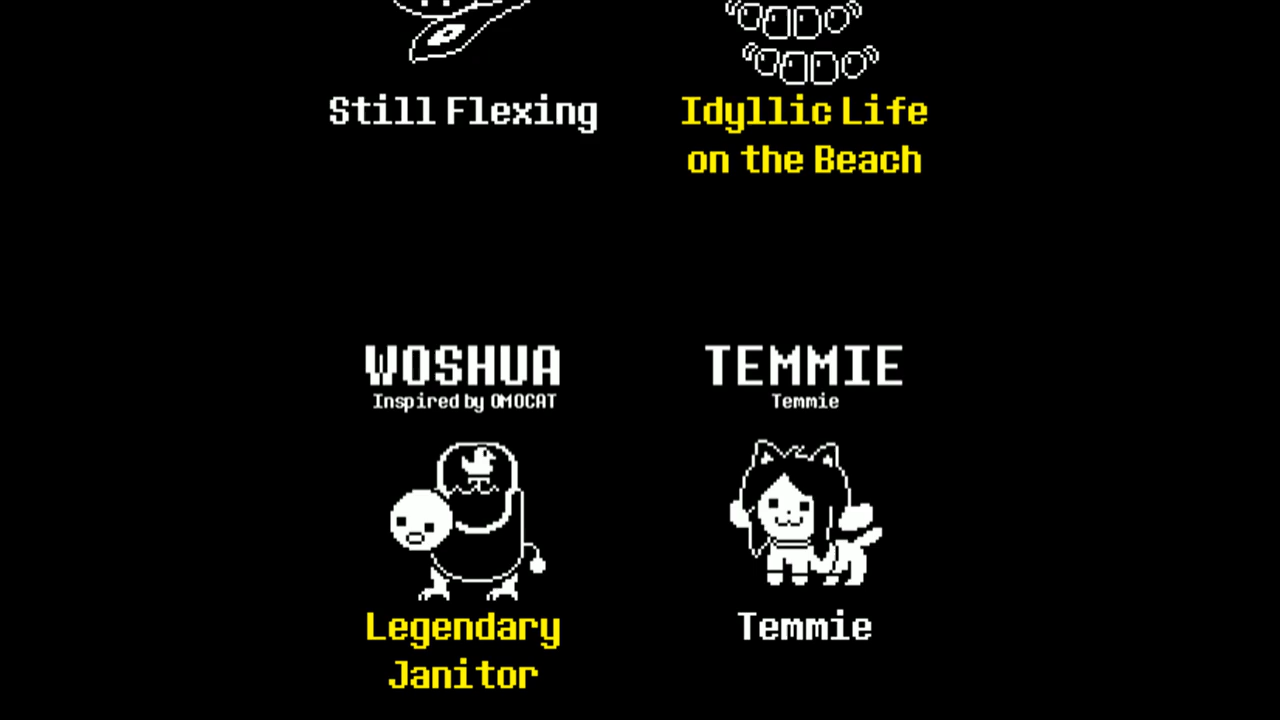 Still Flexing
Idyllic Life
on the Beach
WOSHUA
Inspired by OMOCAT
Legendary
Janitor
TEMMIE
Temmie
Temmie